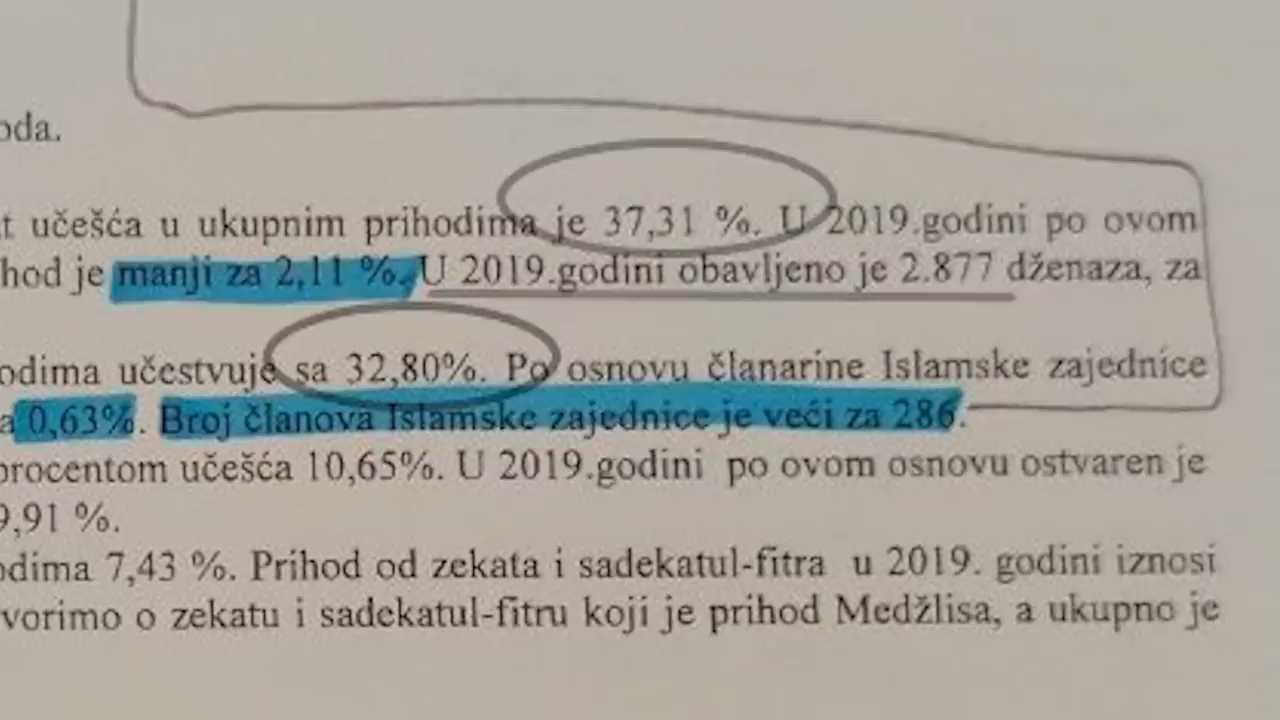 oda.
t učešća u ukupnim prihodima je 37,31 %. U 2019.godini po ovom
hod je manji za 2,11 %. U 2019.godini obavljeno je 2.877 dženaza, za
odima učestvuje sa 32,80%. Po osnovu članarine Islamske zajednice
a 0,63%. Broj članova Islamske zajednice je veći za 286.
procentom učešća 10,65%. U 2019.godini po ovom osnovu ostvaren je
9,91 %.
odima 7,43 %. Prihod od zekata i sadekatul-fitra u 2019. godini iznosi
vorimo o zekatu i sadekatul-fitru koji je prihod Medžlisa, a ukupno je